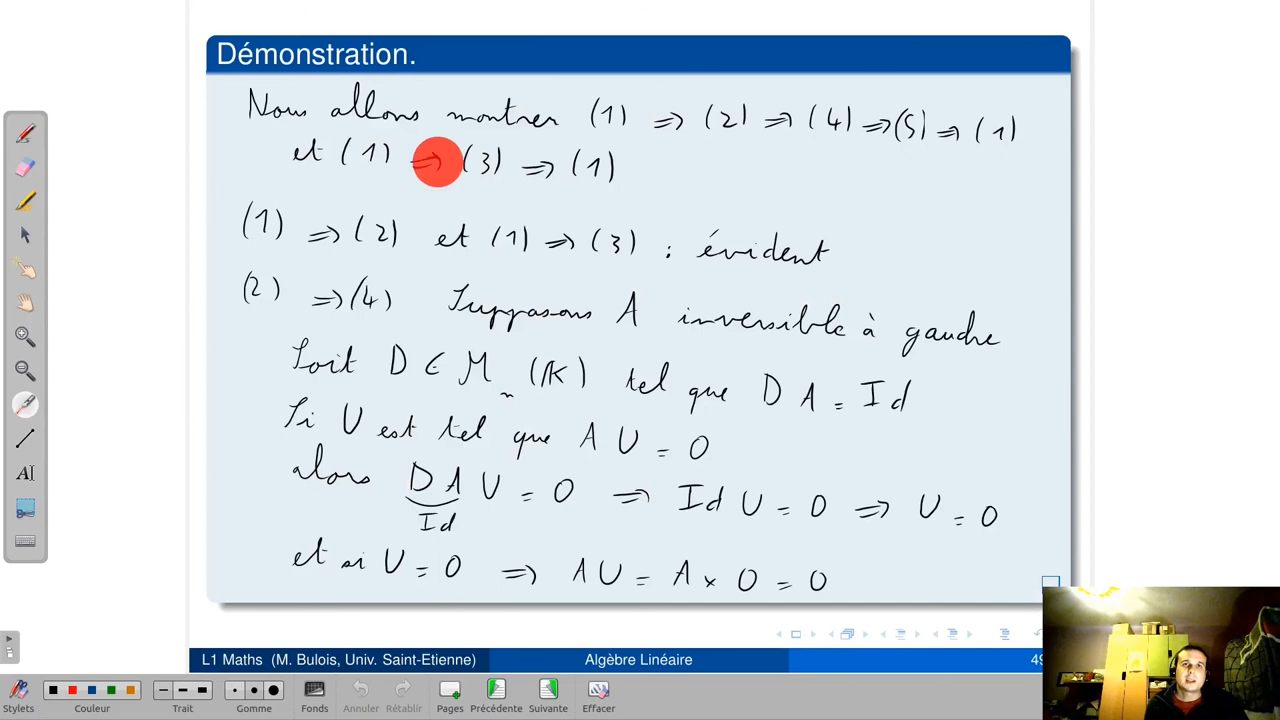 Démonstration.
Nous allons montrer (1) ⇒ (2) ⇒ (4) ⇒ (5) ⇒ (1)
et (1) ⇒ (3) ⇒ (1)
(1) ⇒ (2) et (1) ⇒ (3) : évident
(2) ⇒ (4) Supposons A inversible à gauche
Soit D ∈ M_n (K) tel que D A = Id
Si U est tel que A U = 0
alors D A U = 0 ⇒ Id U = 0 ⇒ U = 0
Id
et si U = 0 ⇒ A U = A × 0 = 0
L1 Maths (M. Bulois, Univ. Saint-Etienne) Algèbre Linéaire 49
Stylets Couleur Trait Gomme Fonds Annuler Rétablir Pages Précédente Suivante Effacer